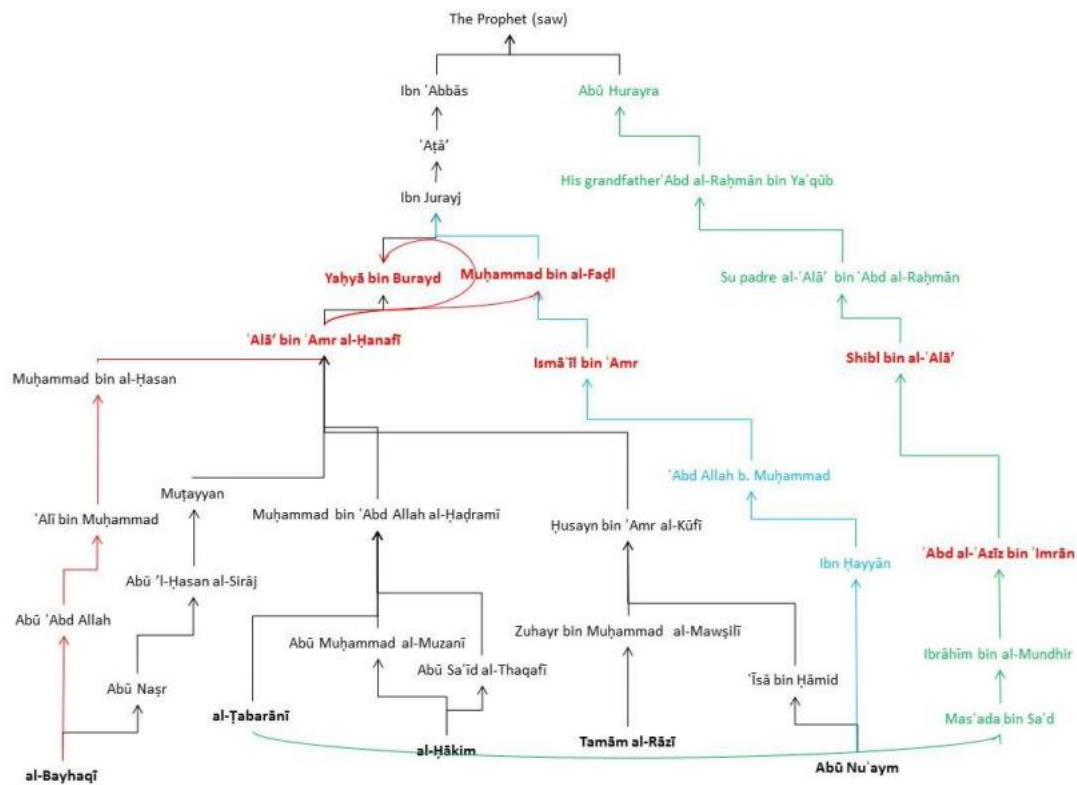 The Prophet (saw)
Ibn ʿAbbās
Abū Hurayra
ʿAṭāʾ
His grandfather ʿAbd al-Raḥmān bin Yaʿqūb
Ibn Jurayj
Yaḥyā bin Burayd
Muḥammad bin al-Faḍl
Su padre al-ʿAlāʾ bin ʿAbd al-Raḥmān
ʿAlāʾ bin ʿAmr al-Ḥanafī
Ismāʿīl bin ʿAmr
Shibl bin al-ʿAlāʾ
Muḥammad bin al-Ḥasan
ʿAbd Allah b. Muḥammad
Muṭayyan
ʿAlī bin Muḥammad
Muḥammad bin ʿAbd Allah al-Ḥaḍramī
Ḥusayn bin ʿAmr al-Kūfī
ʿAbd al-ʿAzīz bin ʿImrān
Ibn Ḥayyān
Abū ʾl-Ḥasan al-Sirāj
Abū ʿAbd Allah
Abū Muḥammad al-Muzanī
Zuhayr bin Muḥammad al-Mawṣilī
Ibrāhīm bin al-Mundhir
Abū Saʿīd al-Thaqafī
ʿĪsā bin Ḥāmid
Abū Naṣr
al-Ṭabarānī
Masʿada bin Saʿd
al-Ḥākim
Tamām al-Rāzī
Abū Nuʿaym
al-Bayhaqī